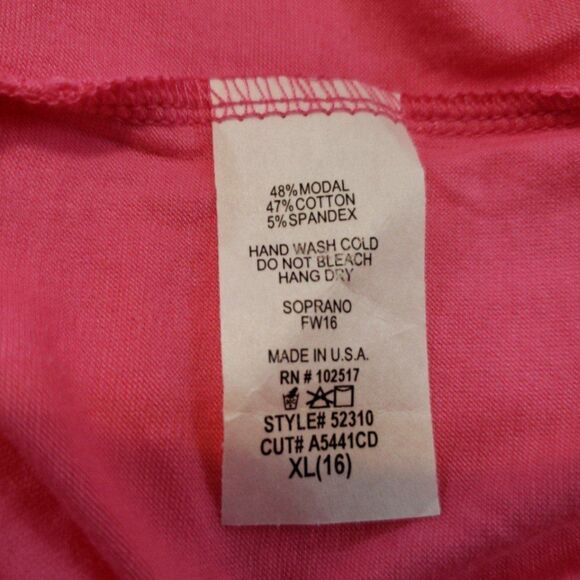 48% MODAL
47% COTTON
5% SPANDEX
HAND WASH COLD
DO NOT BLEACH
HANG DRY
SOPRANO
FW16
MADE IN U.S.A.
RN # 102517
STYLE# 52310
CUT# A5441CD
XL(16)